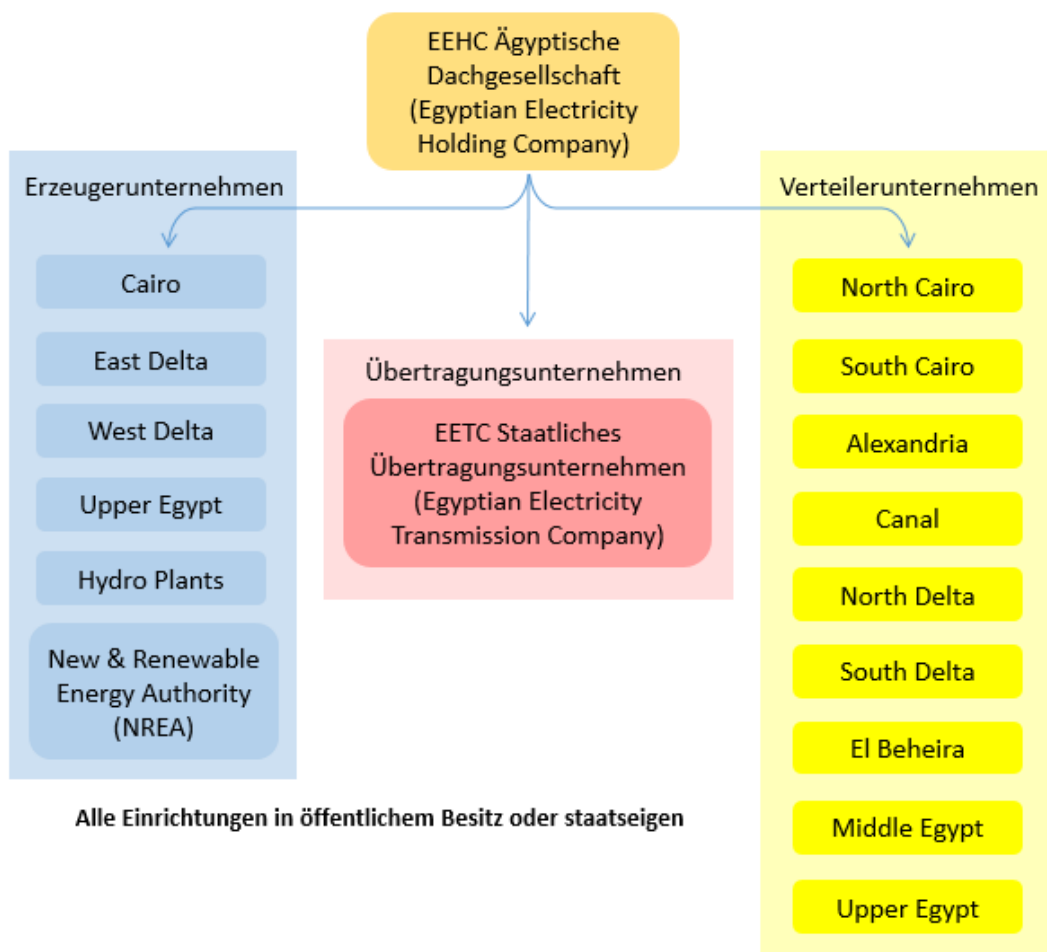 EEHC Ägyptische
Dachgesellschaft
(Egyptian Electricity
Holding Company)
Erzeugerunternehmen
Cairo
East Delta
West Delta
Upper Egypt
Hydro Plants
New & Renewable
Energy Authority
(NREA)
Übertragungsunternehmen
EETC Staatliches
Übertragungsunternehmen
(Egyptian Electricity
Transmission Company)
Verteilerunternehmen
North Cairo
South Cairo
Alexandria
Canal
North Delta
South Delta
El Beheira
Middle Egypt
Upper Egypt
Alle Einrichtungen in öffentlichem Besitz oder staatseigen